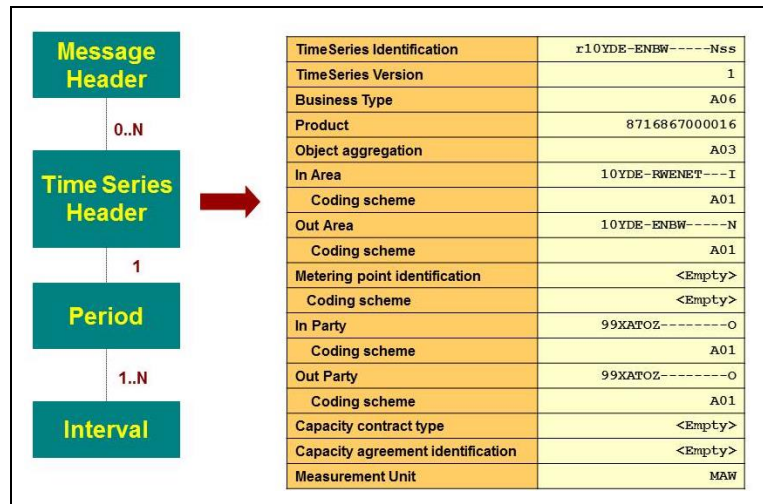 Message
Header
0..N
Time Series
Header
1
Period
1..N
Interval
TimeSeries Identification r10YDE-ENBW-----Nss
TimeSeries Version 1
Business Type A06
Product 8716867000016
Object aggregation A03
In Area 10YDE-RWENET---I
Coding scheme A01
Out Area 10YDE-ENBW-----N
Coding scheme A01
Metering point identification <Empty>
Coding scheme <Empty>
In Party 99XATOZ--------O
Coding scheme A01
Out Party 99XATOZ--------O
Coding scheme A01
Capacity contract type <Empty>
Capacity agreement identification <Empty>
Measurement Unit MAW